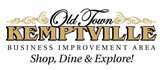 Old Town
KEMPTVILLE
BUSINESS IMPROVEMENT AREA
Shop, Dine & Explore!